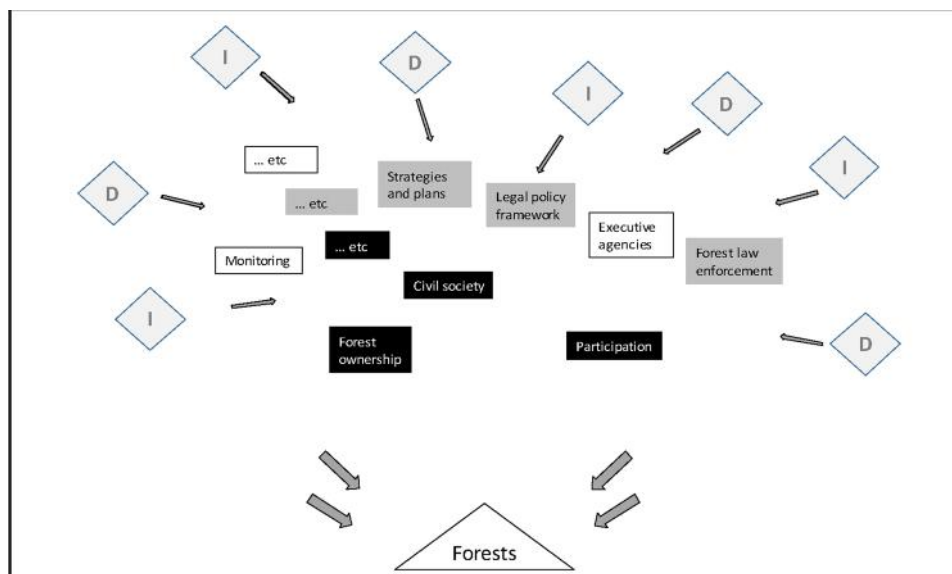 I
D
I
D
I
D
I
D
... etc
... etc
... etc
Strategies
and plans
Legal policy
framework
Executive
agencies
Forest law
enforcement
Monitoring
Civil society
Forest
ownership
Participation
Forests